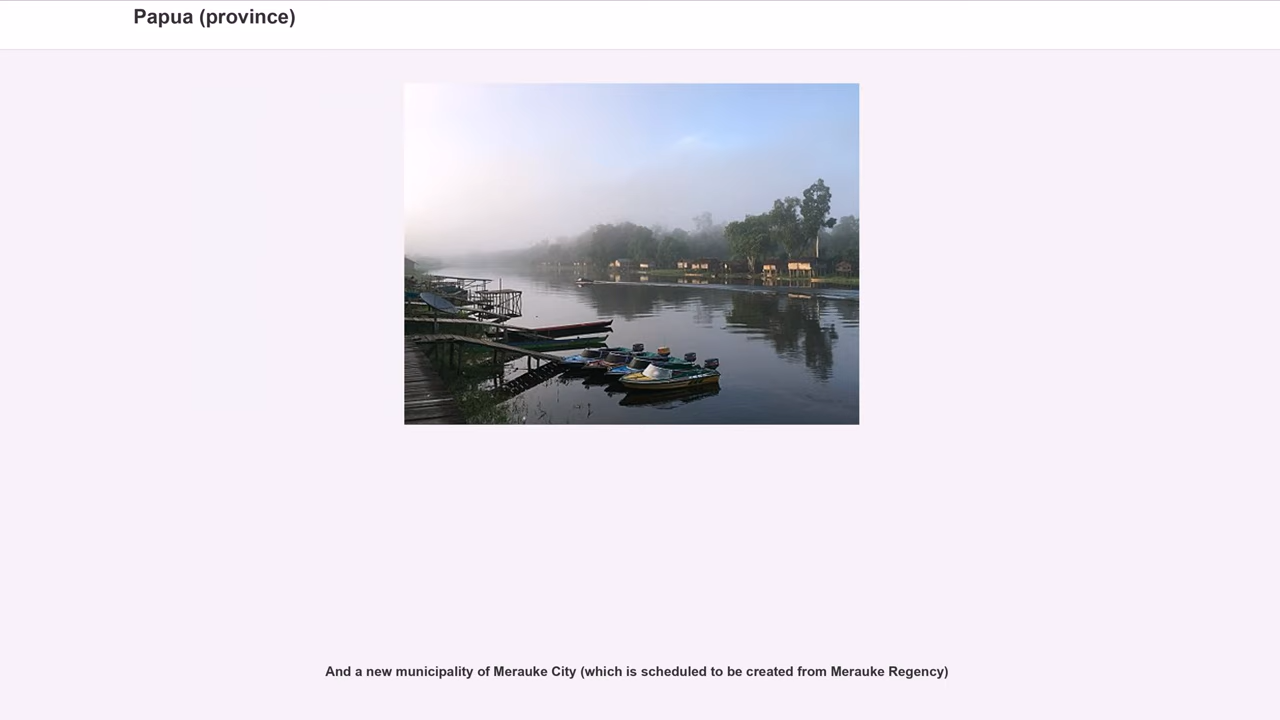 Papua (province)
And a new municipality of Merauke City (which is scheduled to be created from Merauke Regency)